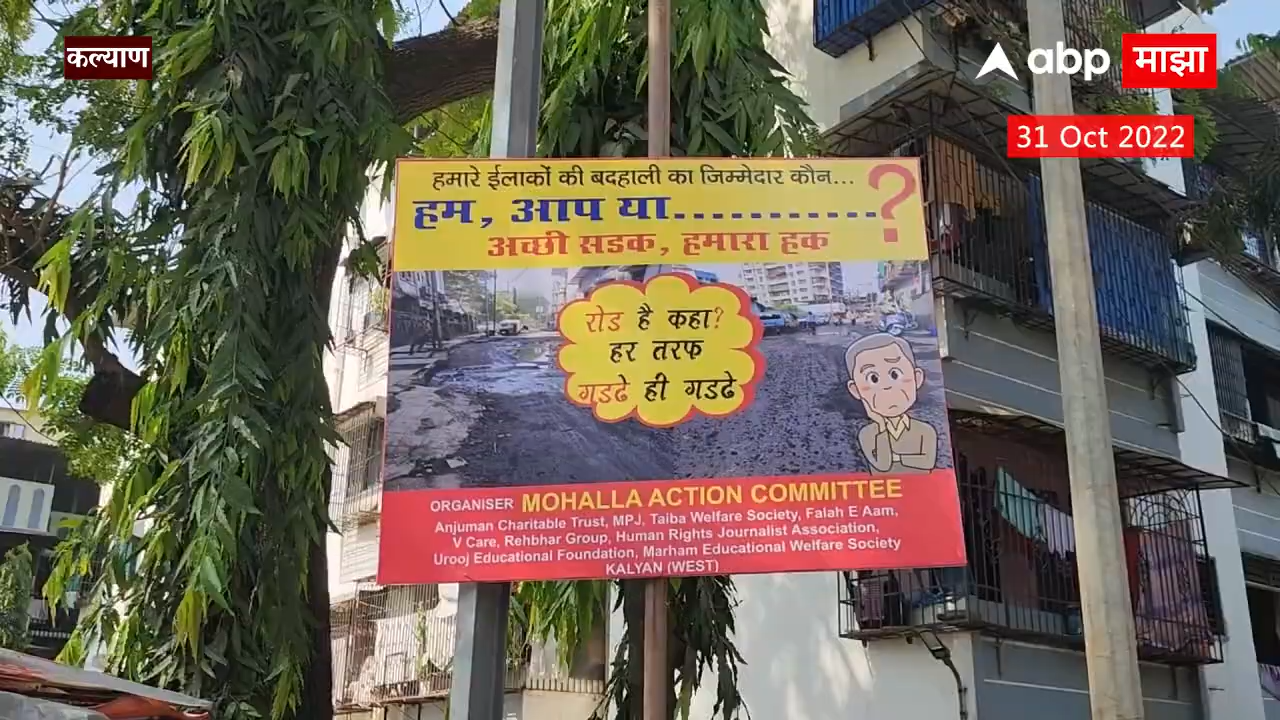 कल्याण
abp माझा
31 Oct 2022
हमारे ईलाकों की बदहाली का जिम्मेदार कौन...
हम, आप या............?
अच्छी सडक, हमारा हक
रोड है कहा?
हर तरफ
गडढे ही गडढे
ORGANISER MOHALLA ACTION COMMITTEE
Anjuman Charitable Trust, MPJ, Taiba Welfare Society, Falah E Aam,
V Care, Rehbhar Group, Human Rights Journalist Association,
Urooj Educational Foundation, Marham Educational Welfare Society
KALYAN (WEST)